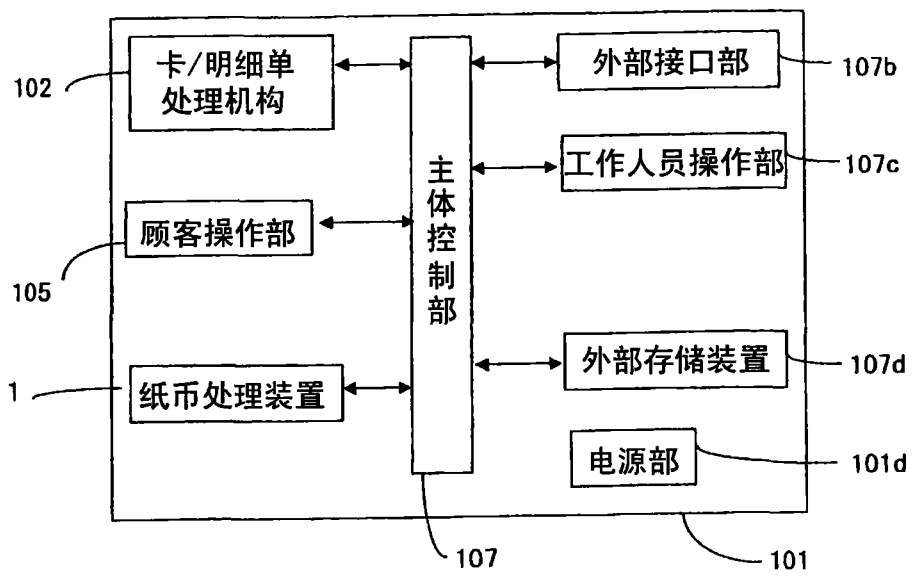 卡/明细单
处理机构
102
外部接口部
107b
工作人员操作部
107c
主体控制部
顾客操作部
105
外部存储装置
107d
纸币处理装置
1
电源部
101d
107
101